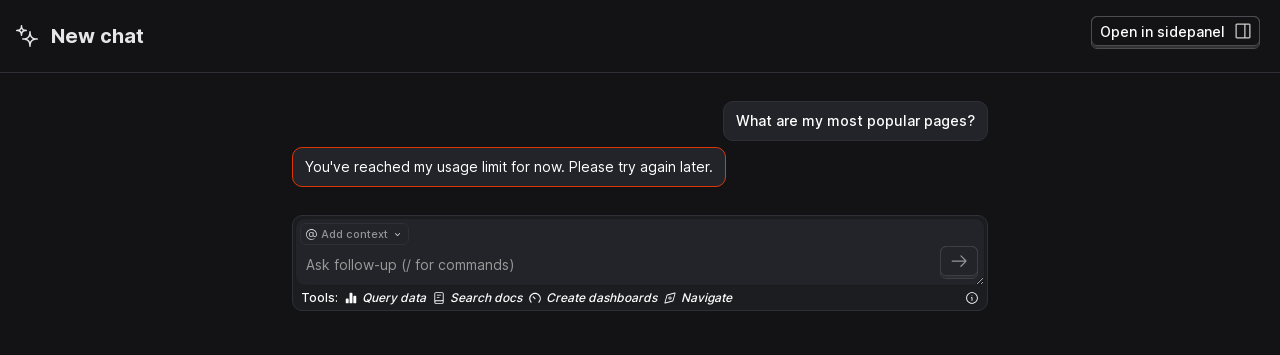 New chat
Open in sidepanel
What are my most popular pages?
You've reached my usage limit for now. Please try again later.
@ Add context
Ask follow-up (/ for commands)
Tools: Query data Search docs Create dashboards Navigate